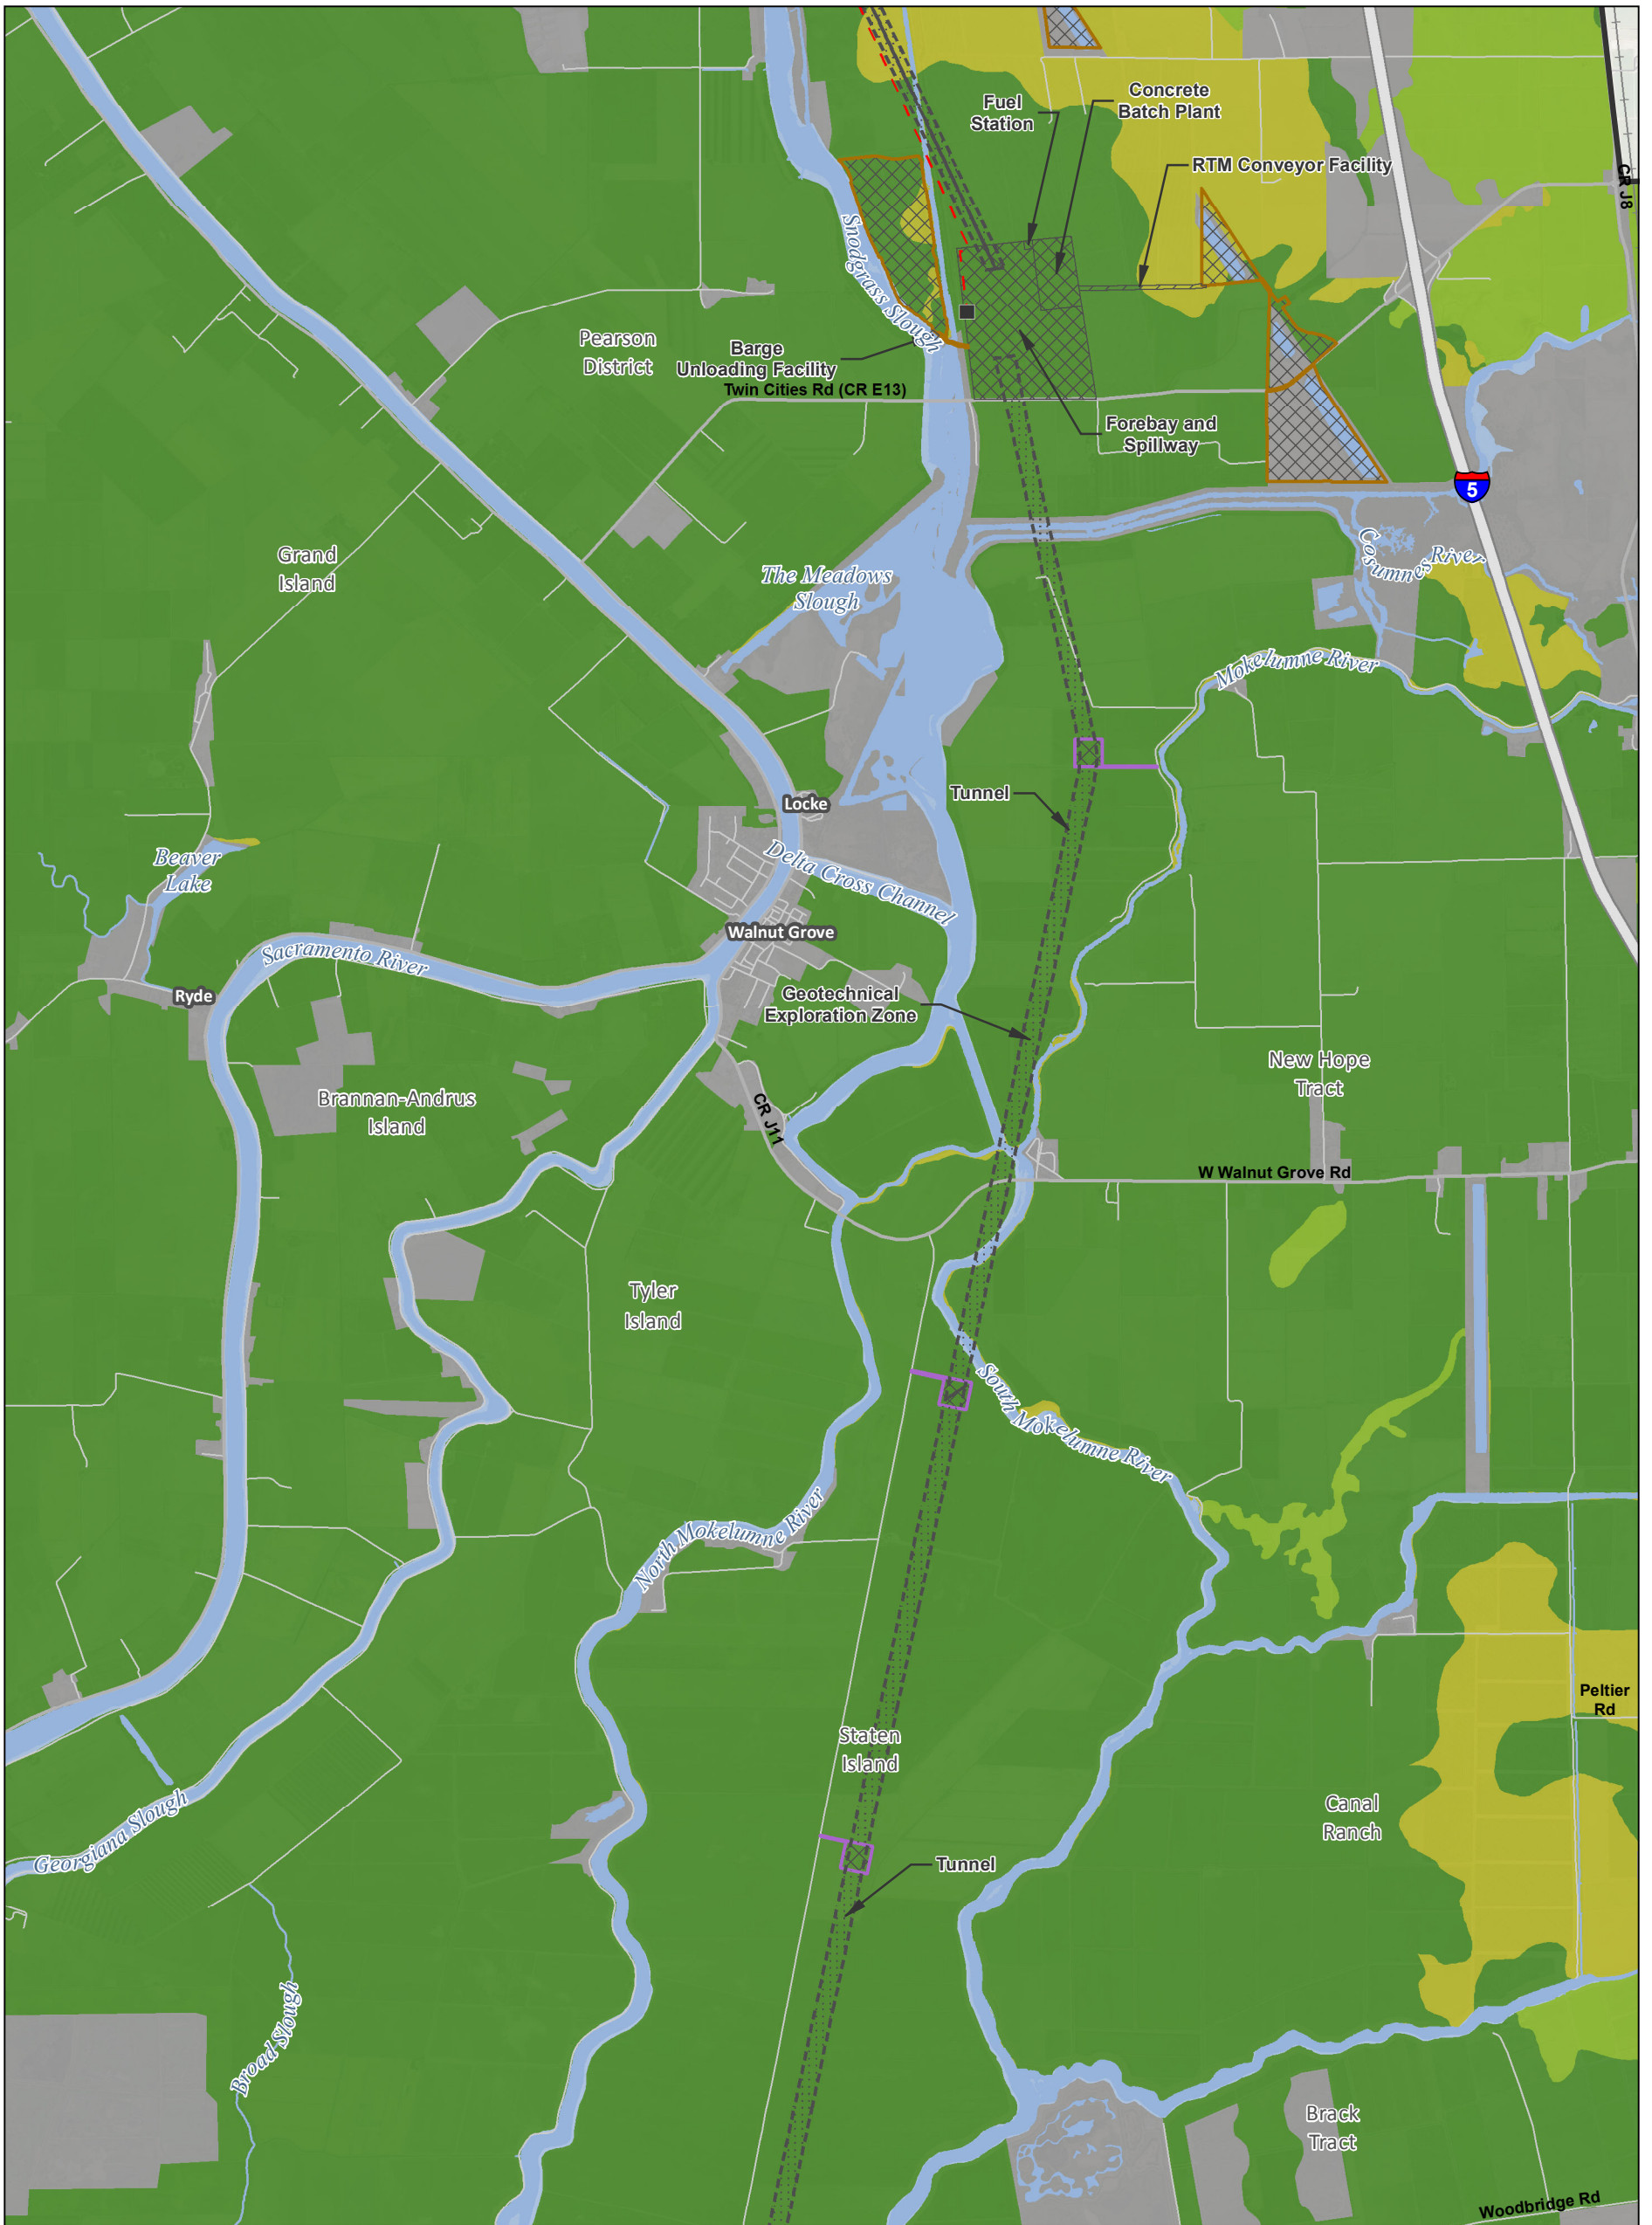 Fuel
Station
Concrete
Batch Plant
RTM Conveyor Facility
CR J8
Snodgrass Slough
Pearson
District
Barge
Unloading Facility
Twin Cities Rd (CR E13)
Forebay and
Spillway
5
Grand
Island
The Meadows
Slough
Cosumnes River
Mokelumne River
Tunnel
Locke
Delta Cross Channel
Beaver
Lake
Walnut Grove
Sacramento River
Ryde
Geotechnical
Exploration Zone
New Hope
Tract
Brannan-Andrus
Island
CR J11
W Walnut Grove Rd
Tyler
Island
South Mokelumne River
North Mokelumne River
Peltier
Rd
Staten
Island
Canal
Ranch
Georgiana Slough
Tunnel
Broad Slough
Brack
Tract
Woodbridge Rd